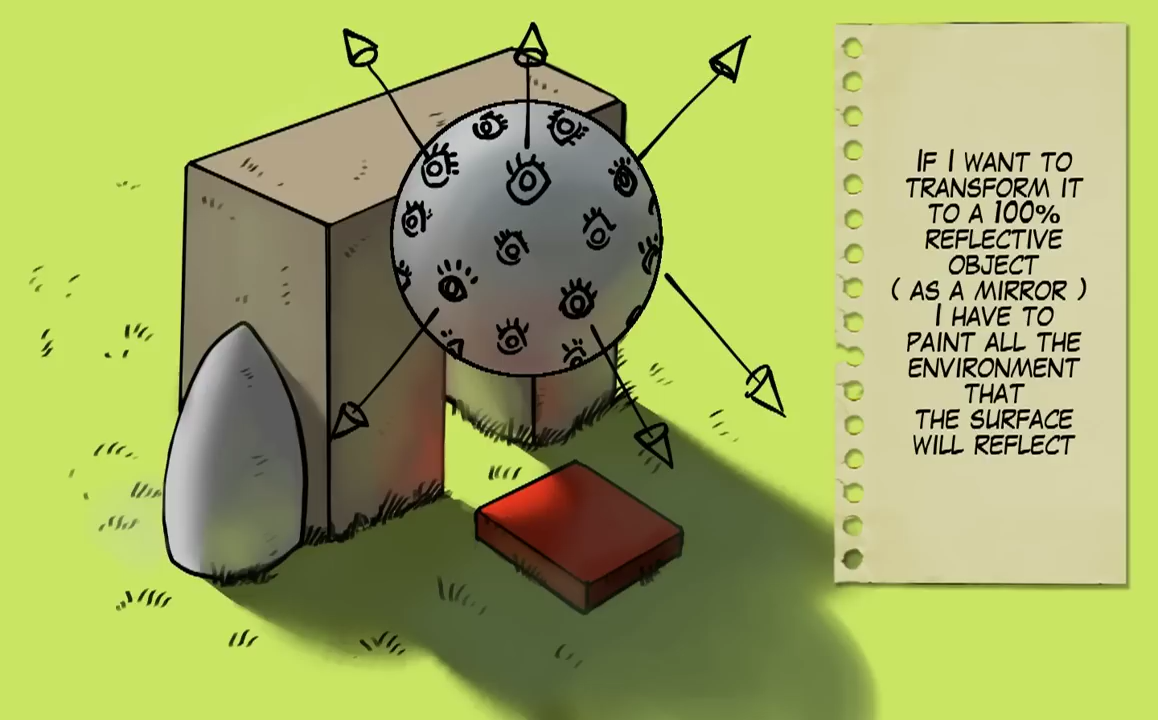 IF I WANT TO
TRANSFORM IT
TO A 100%
REFLECTIVE
OBJECT
( AS A MIRROR )
I HAVE TO
PAINT ALL THE
ENVIRONMENT
THAT
THE SURFACE
WILL REFLECT